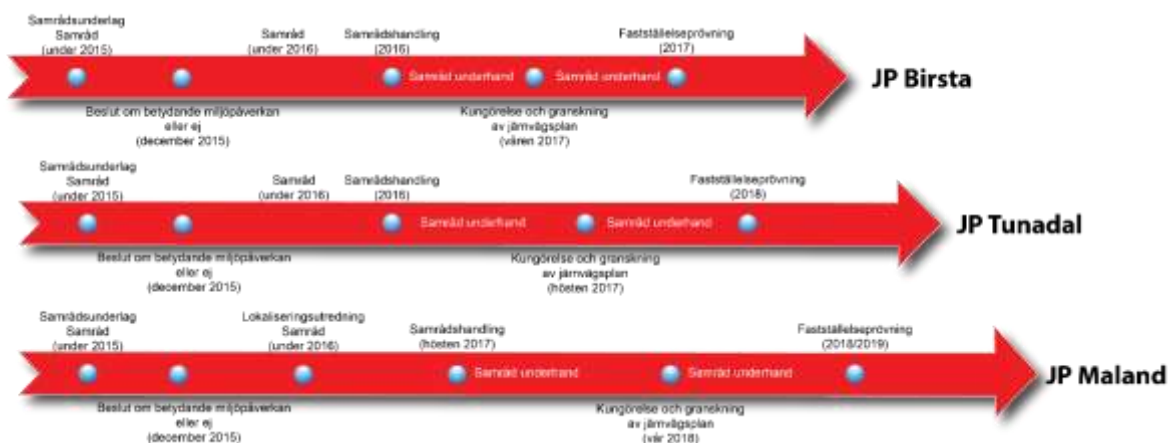 Samrådsunderlag
Samråd
(under 2015)
Samråd
(under 2016)
Samrådshandling
(2016)
Fastställelseprövning
(2017)
Samråd underhand
Samråd underhand
JP Birsta
Beslut om betydande miljöpåverkan
eller ej
(december 2015)
Kungörelse och granskning
av järnvägsplan
(våren 2017)
Samrådsunderlag
Samråd
(under 2015)
Samråd
(under 2016)
Samrådshandling
(2016)
Fastställelseprövning
(2018)
Samråd underhand
Samråd underhand
JP Tunadal
Beslut om betydande miljöpåverkan
eller ej
(december 2015)
Kungörelse och granskning
av järnvägsplan
(hösten 2017)
Samrådsunderlag
Samråd
(under 2015)
Lokaliseringsutredning
Samråd
(under 2016)
Samrådshandling
(hösten 2017)
Fastställelseprövning
(2018/2019)
Samråd underhand
Samråd underhand
JP Maland
Beslut om betydande miljöpåverkan
eller ej
(december 2015)
Kungörelse och granskning
av järnvägsplan
(vår 2018)